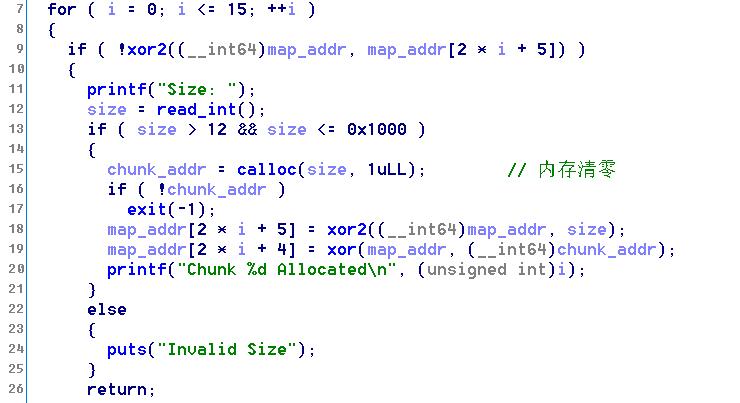 7 for ( i = 0; i <= 15; ++i )
8 {
9 if ( !xor2((__int64)map_addr, map_addr[2 * i + 5]) )
10 {
11 printf("Size: ");
12 size = read_int();
13 if ( size > 12 && size <= 0x1000 )
14 {
15 chunk_addr = calloc(size, 1uLL); // 内存清零
16 if ( !chunk_addr )
17 exit(-1);
18 map_addr[2 * i + 5] = xor2((__int64)map_addr, size);
19 map_addr[2 * i + 4] = xor(map_addr, (__int64)chunk_addr);
20 printf("Chunk %d Allocated\n", (unsigned int)i);
21 }
22 else
23 {
24 puts("Invalid Size");
25 }
26 return;